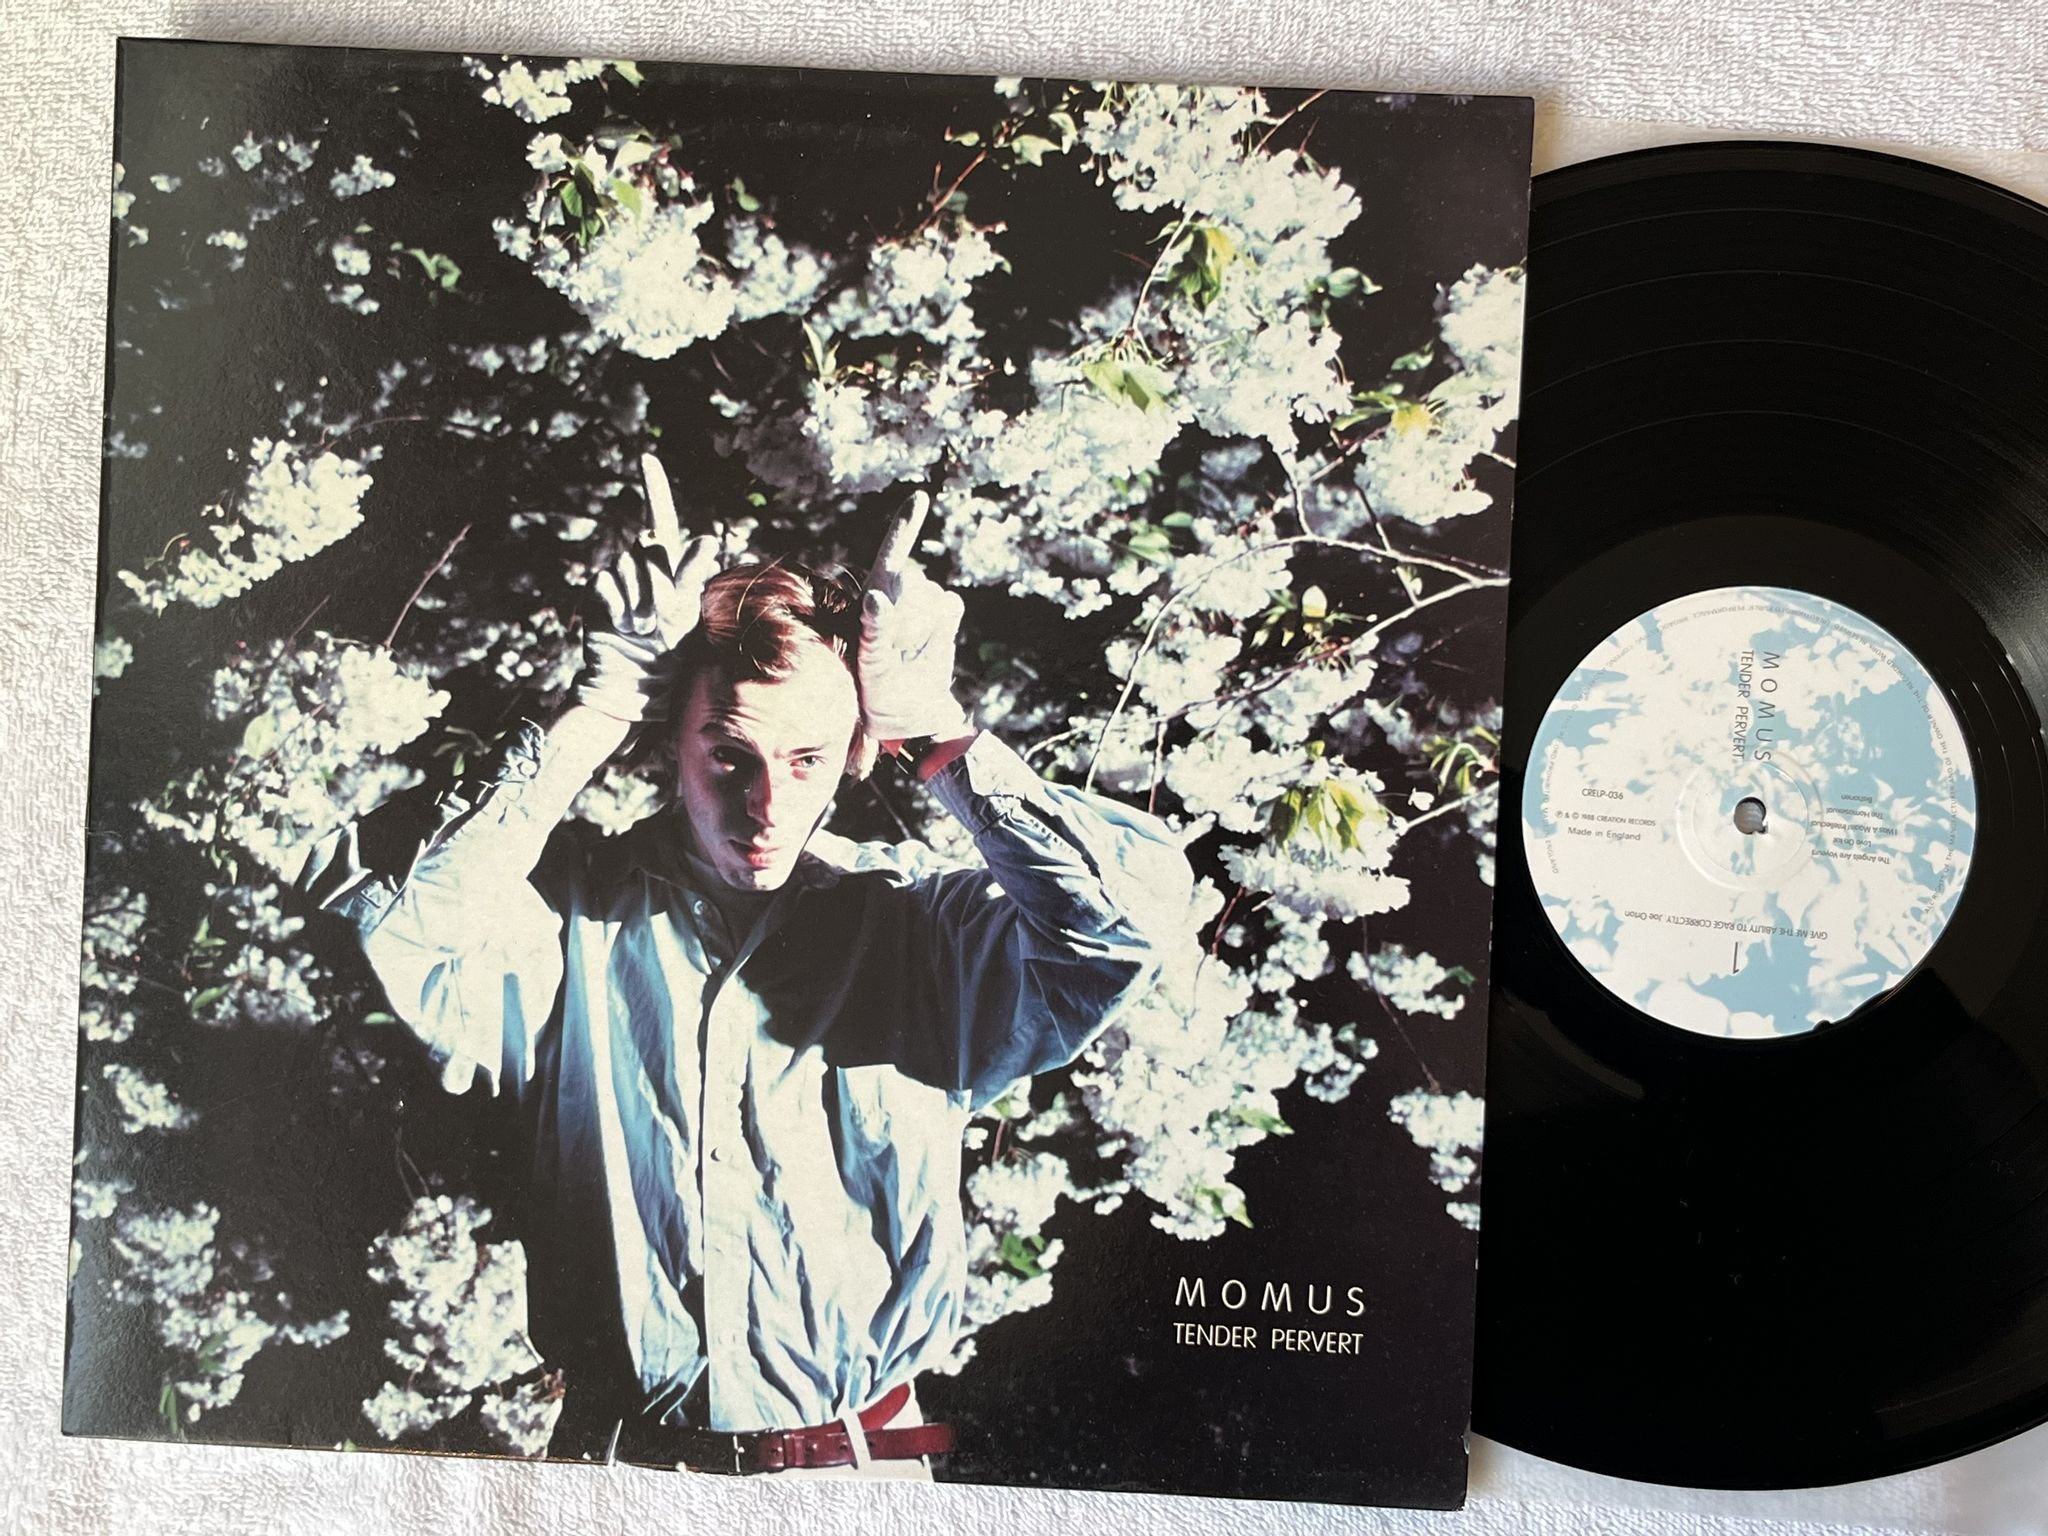 MOMUS
TENDER PERVERT
MOMUS
TENDER PERVERT
CRELP-036
℗ & © 1988 CREATION RECORDS
Made in England
Bishonen
The Homosexual
I Was A Maoist Intellectual
Love On Ice
The Angels Are Voyeurs
GIVE ME THE ABILITY TO RAGE CORRECTLY. Joe Orton
1